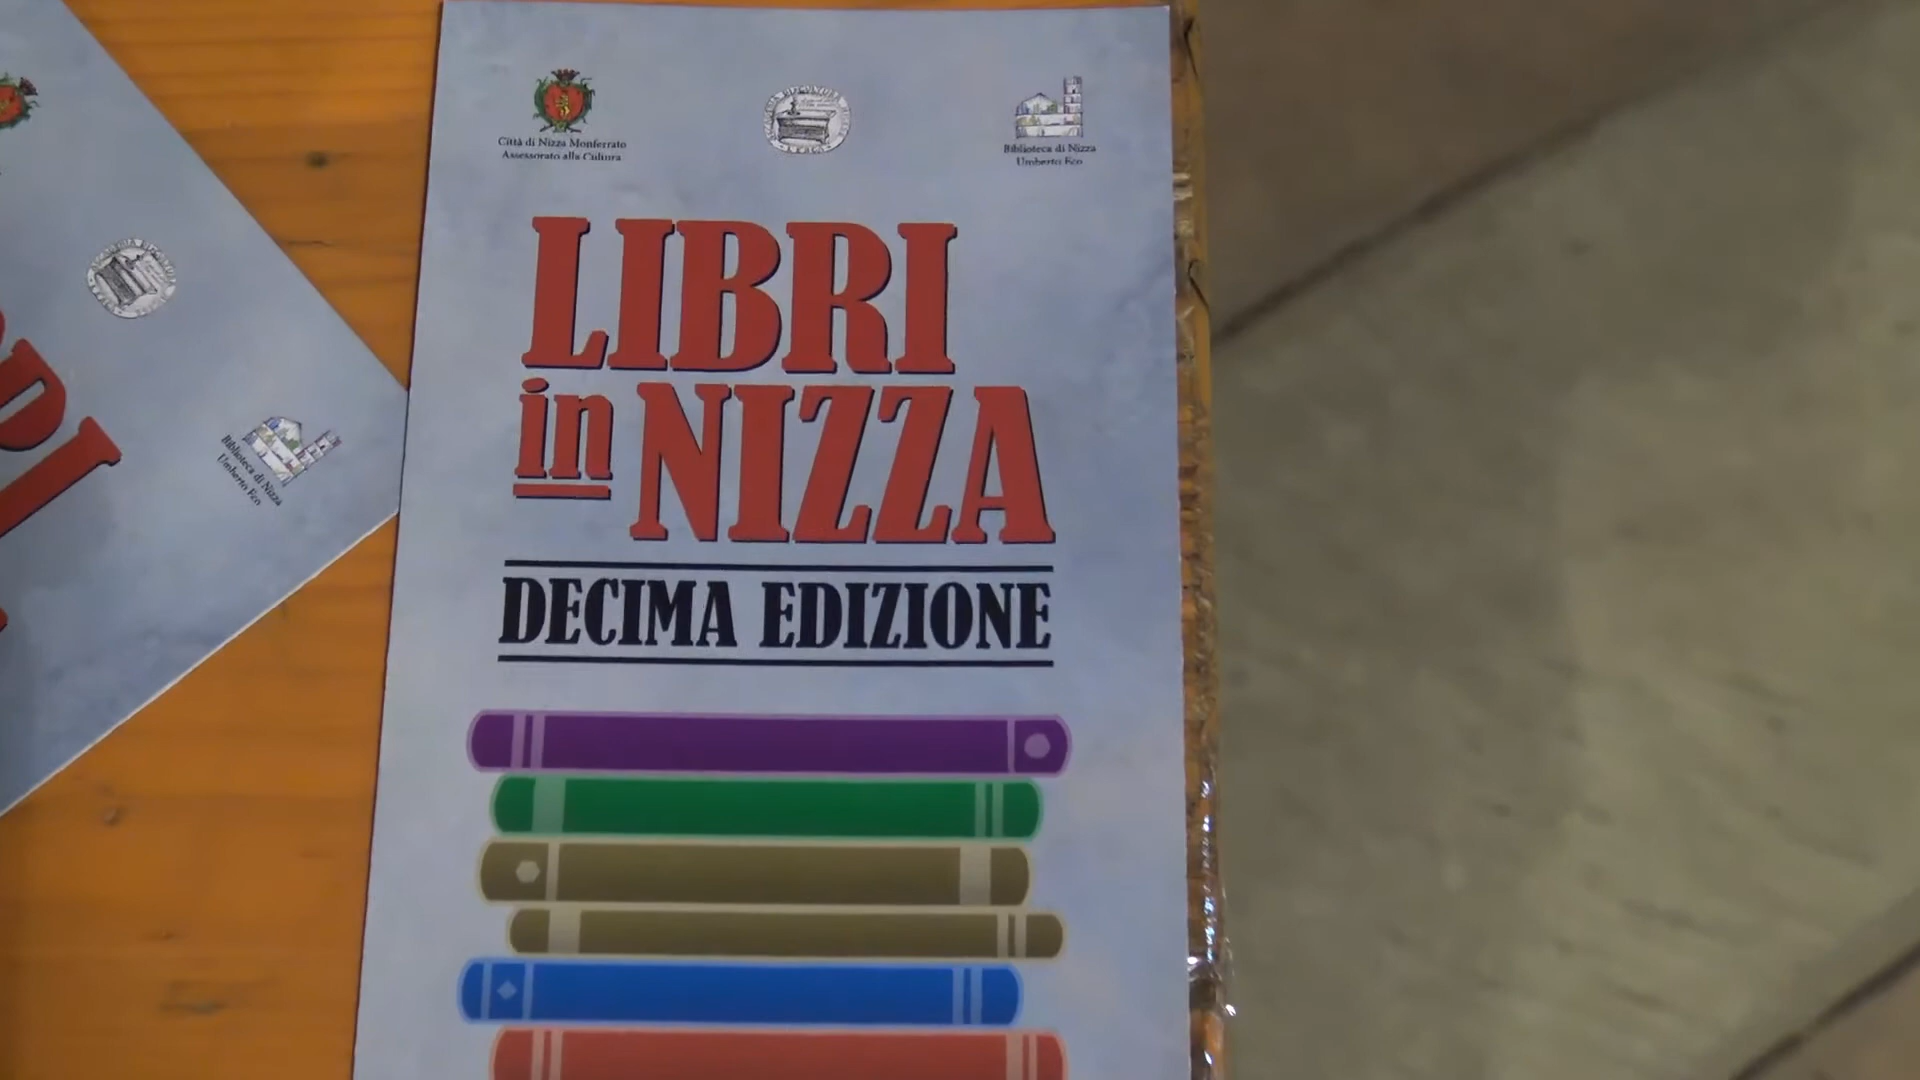 Città di Nizza Monferrato
Assessorato alla Cultura
Biblioteca di Nizza
Umberto Eco
LIBRI
in NIZZA
DECIMA EDIZIONE
Biblioteca di Nizza
Umberto Eco